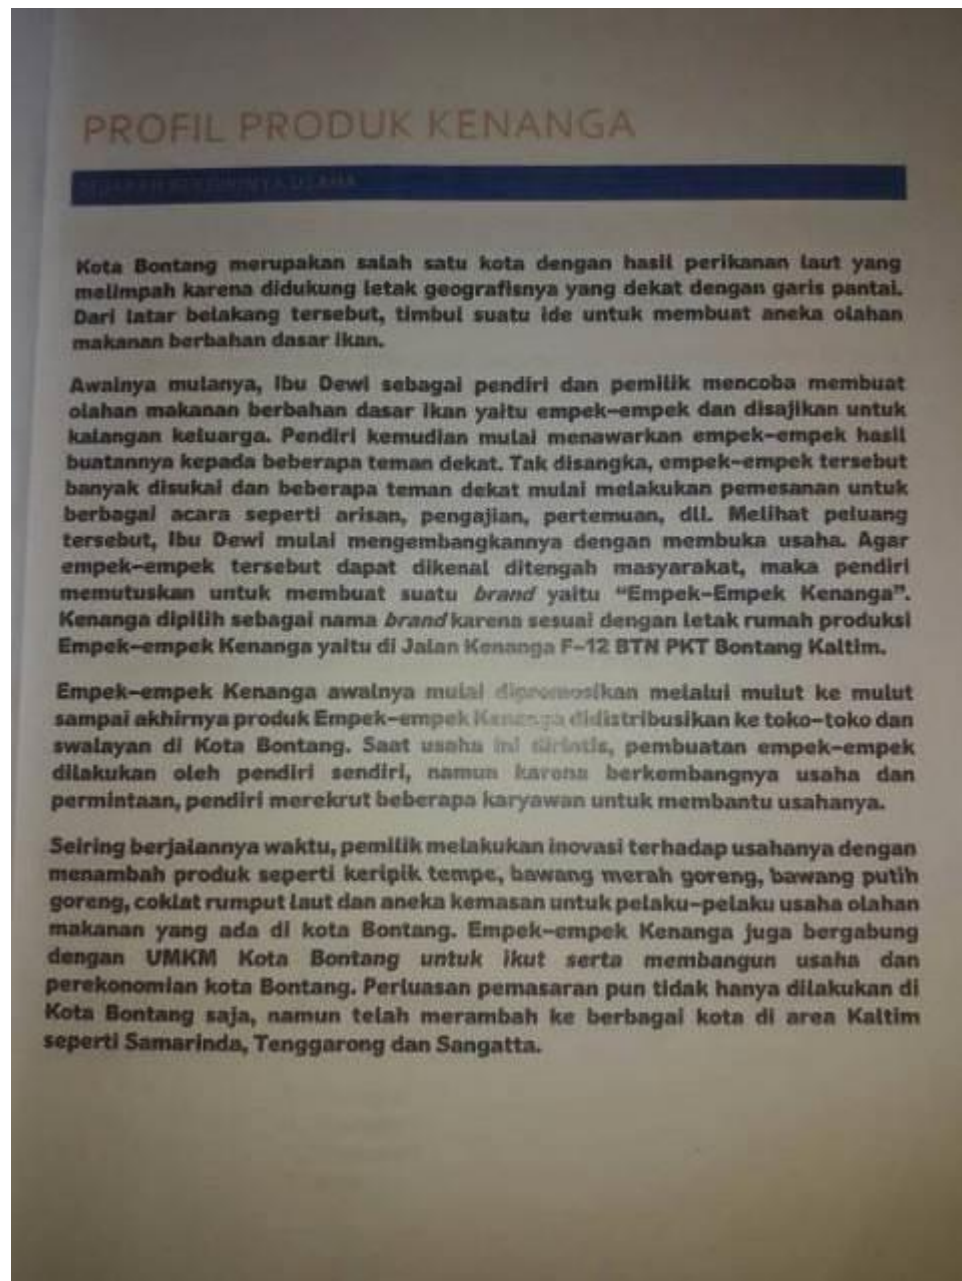 PROFIL PRODUK KENANGA
SEJARAH BERDIRINYA USAHA
Kota Bontang merupakan salah satu kota dengan hasil perikanan laut yang
melimpah karena didukung letak geografisnya yang dekat dengan garis pantai.
Dari latar belakang tersebut, timbul suatu ide untuk membuat aneka olahan
makanan berbahan dasar ikan.
Awalnya mulanya, Ibu Dewi sebagai pendiri dan pemilik mencoba membuat
olahan makanan berbahan dasar ikan yaitu empek-empek dan disajikan untuk
kalangan keluarga. Pendiri kemudian mulai menawarkan empek-empek hasil
buatannya kepada beberapa teman dekat. Tak disangka, empek-empek tersebut
banyak disukai dan beberapa teman dekat mulai melakukan pemesanan untuk
berbagai acara seperti arisan, pengajian, pertemuan, dll. Melihat peluang
tersebut, Ibu Dewi mulai mengembangkannya dengan membuka usaha. Agar
empek-empek tersebut dapat dikenal ditengah masyarakat, maka pendiri
memutuskan untuk membuat suatu brand yaitu “Empek-Empek Kenanga”.
Kenanga dipilih sebagai nama brand karena sesuai dengan letak rumah produksi
Empek-empek Kenanga yaitu di Jalan Kenanga F-12 BTN PKT Bontang Kaltim.
Empek-empek Kenanga awalnya mulai dipromosikan melalui mulut ke mulut
sampai akhirnya produk Empek-empek Kenanga didistribusikan ke toko-toko dan
swalayan di Kota Bontang. Saat usaha ini dirintis, pembuatan empek-empek
dilakukan oleh pendiri sendiri, namun karena berkembangnya usaha dan
permintaan, pendiri merekrut beberapa karyawan untuk membantu usahanya.
Seiring berjalannya waktu, pemilik melakukan inovasi terhadap usahanya dengan
menambah produk seperti keripik tempe, bawang merah goreng, bawang putih
goreng, coklat rumput laut dan aneka kemasan untuk pelaku-pelaku usaha olahan
makanan yang ada di kota Bontang. Empek-empek Kenanga juga bergabung
dengan UMKM Kota Bontang untuk ikut serta membangun usaha dan
perekonomian kota Bontang. Perluasan pemasaran pun tidak hanya dilakukan di
Kota Bontang saja, namun telah merambah ke berbagai kota di area Kaltim
seperti Samarinda, Tenggarong dan Sangatta.